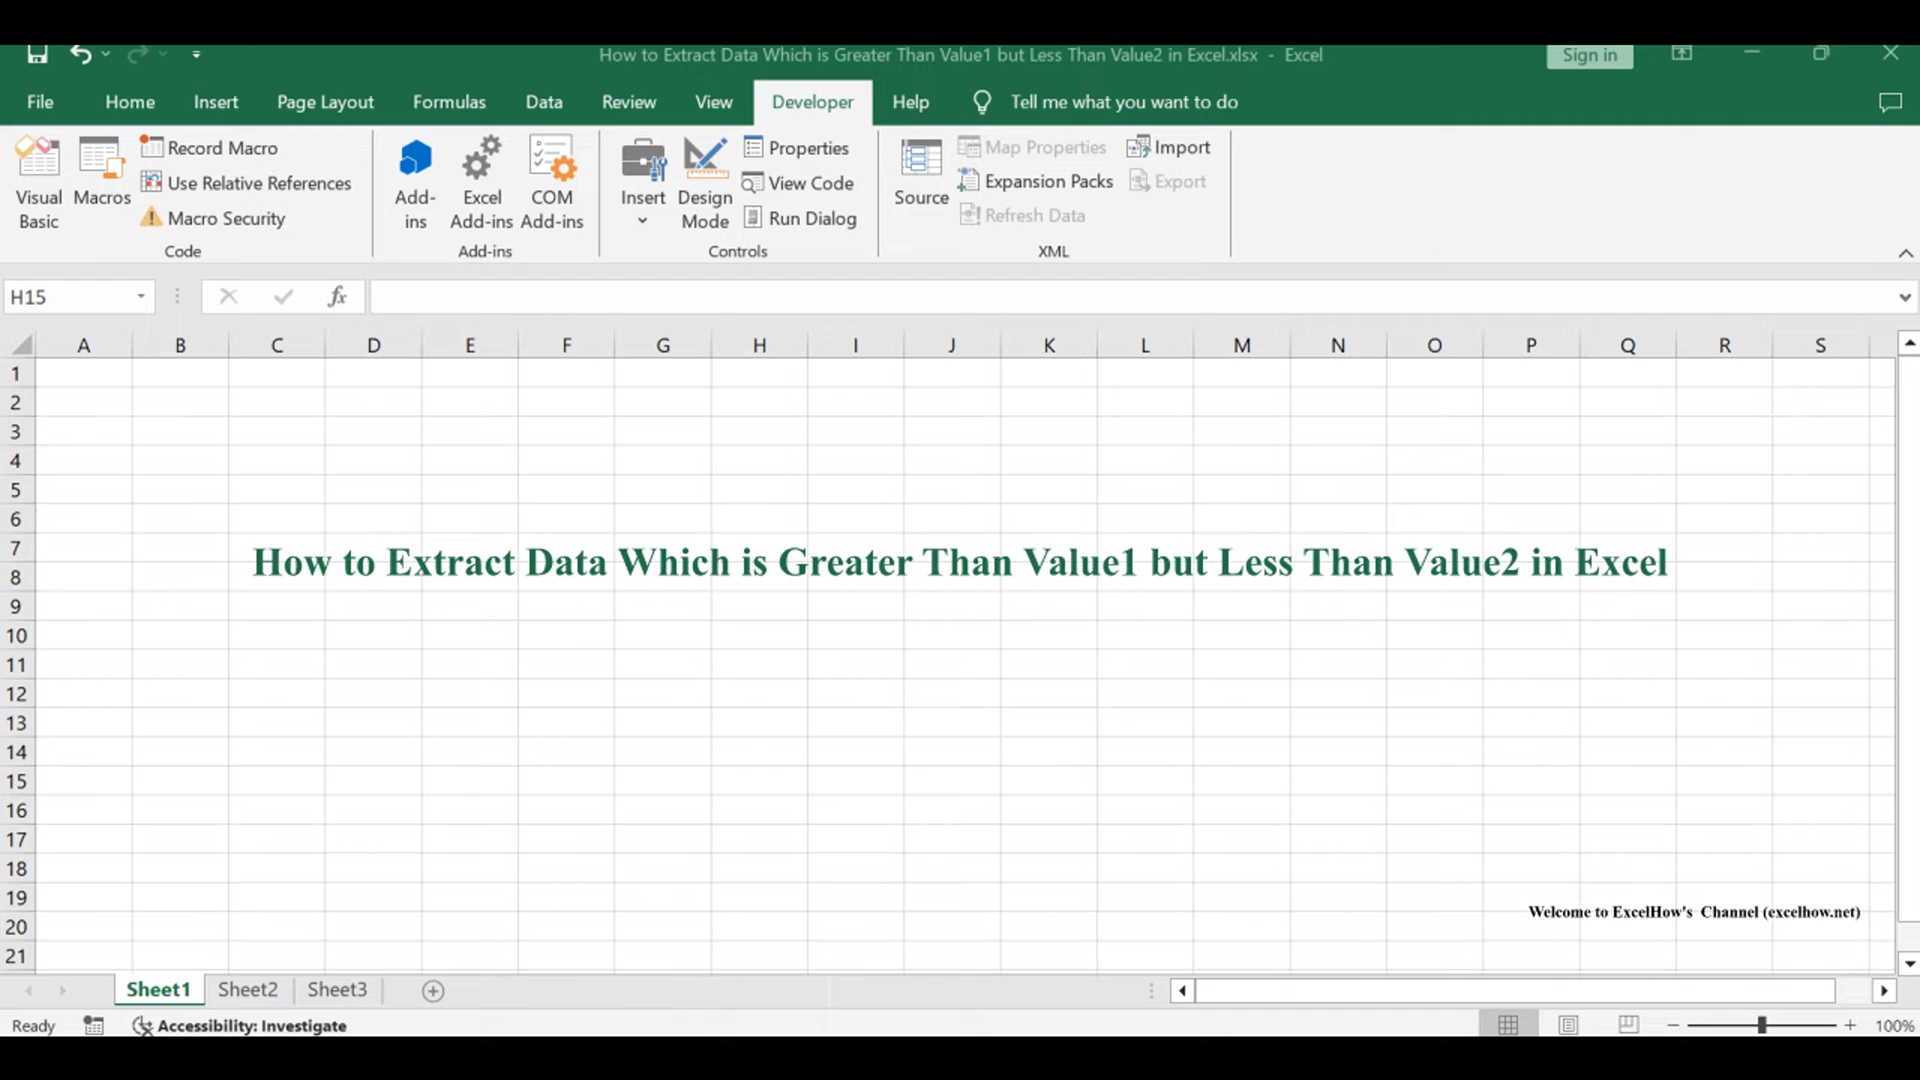 How to Extract Data Which is Greater Than Value1 but Less Than Value2 in Excel.xlsx - Excel
Sign in
File Home Insert Page Layout Formulas Data Review View Developer Help Tell me what you want to do
Visual Basic
Macros
Record Macro
Use Relative References
Macro Security
Code
Add-ins
Excel Add-ins
COM Add-ins
Add-ins
Insert
Design Mode
Properties
View Code
Run Dialog
Controls
Source
Map Properties
Expansion Packs
Refresh Data
Import
Export
XML
H15
fx
A B C D E F G H I J K L M N O P Q R S
1
2
3
4
5
6
7
8
9
10
11
12
13
14
15
16
17
18
19
20
21
How to Extract Data Which is Greater Than Value1 but Less Than Value2 in Excel
Welcome to ExcelHow's Channel (excelhow.net)
Sheet1 Sheet2 Sheet3
Ready
Accessibility: Investigate
100%